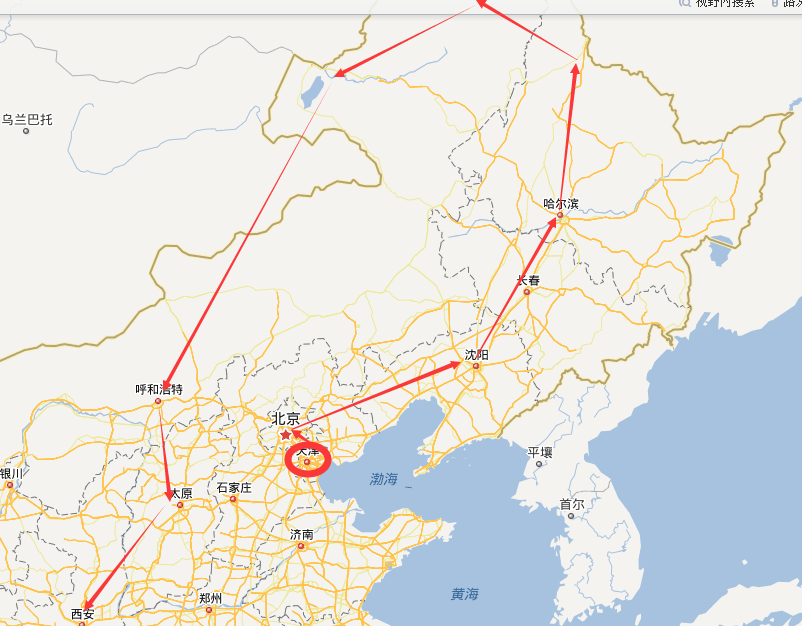 视野内搜索
乌兰巴托
哈尔滨
长春
沈阳
呼和浩特
北京
天津
平壤
银川
渤海
太原
石家庄
首尔
济南
黄海
郑州
西安